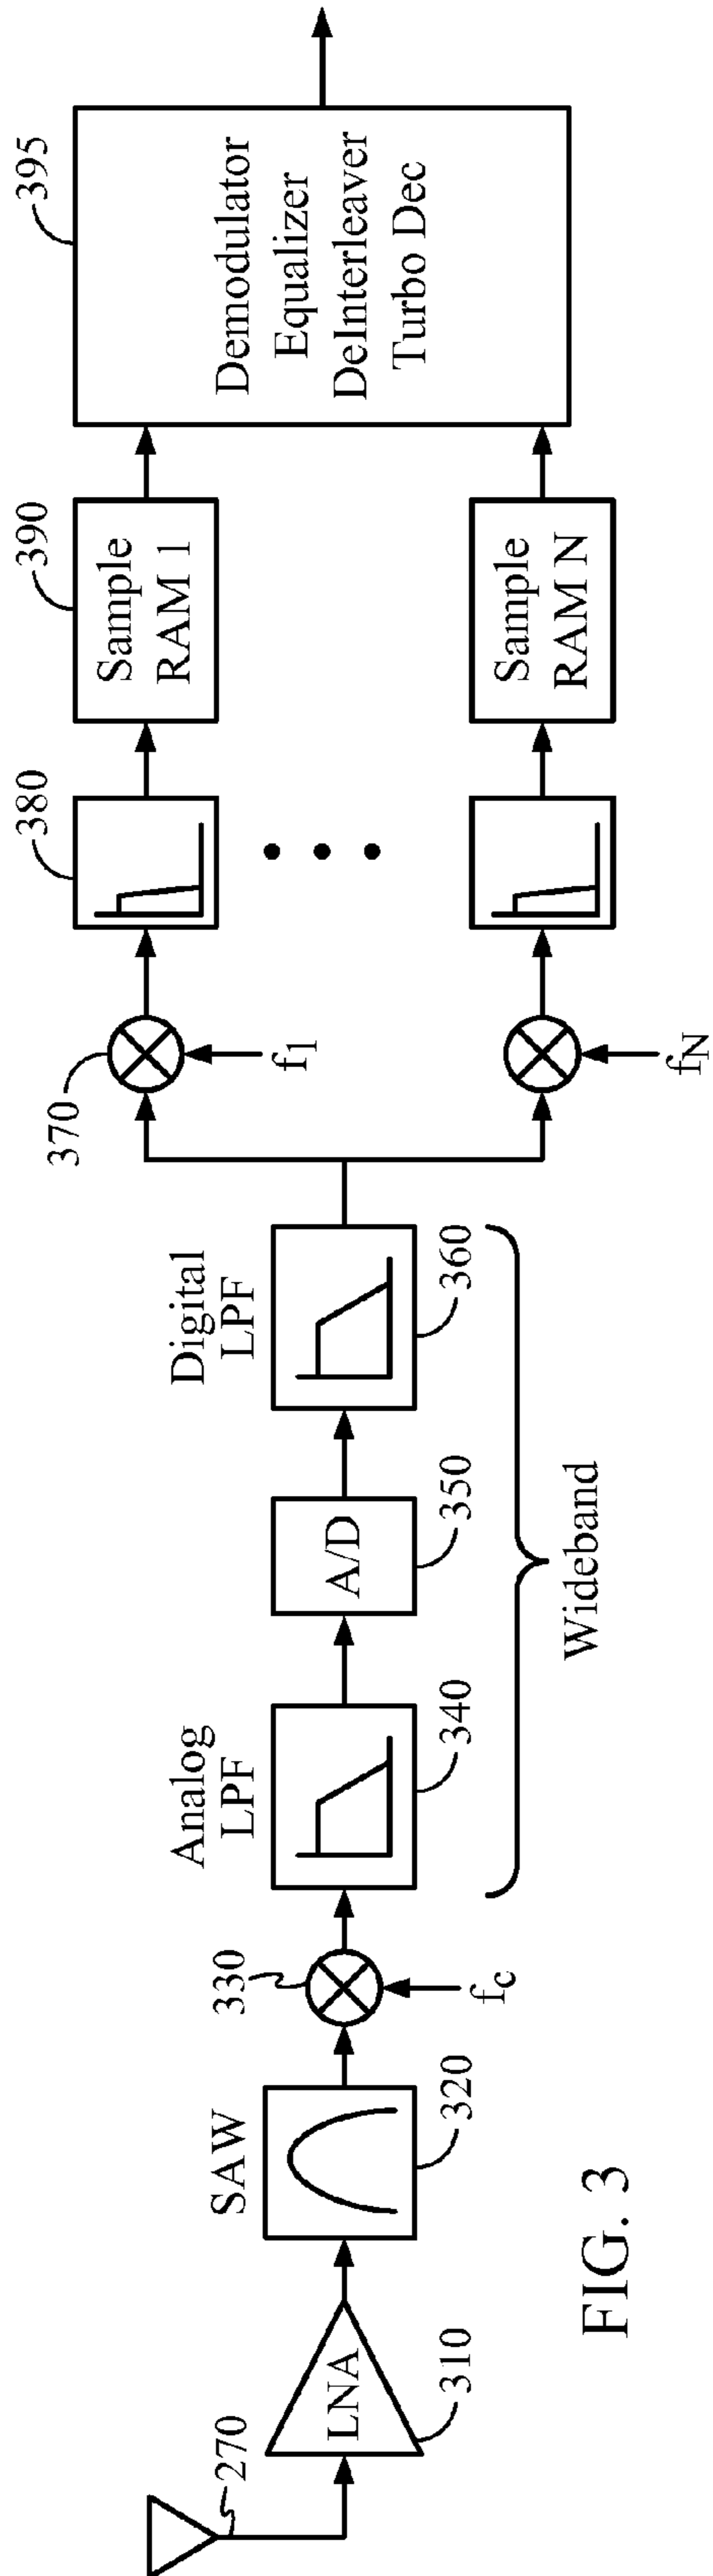 270
LNA
310
SAW
320
330
fc
Analog
LPF
340
A/D
350
Digital
LPF
360
Wideband
370
f1
fN
380
390
Sample
RAM 1
Sample
RAM N
395
Demodulator
Equalizer
DeInterleaver
Turbo Dec
FIG. 3